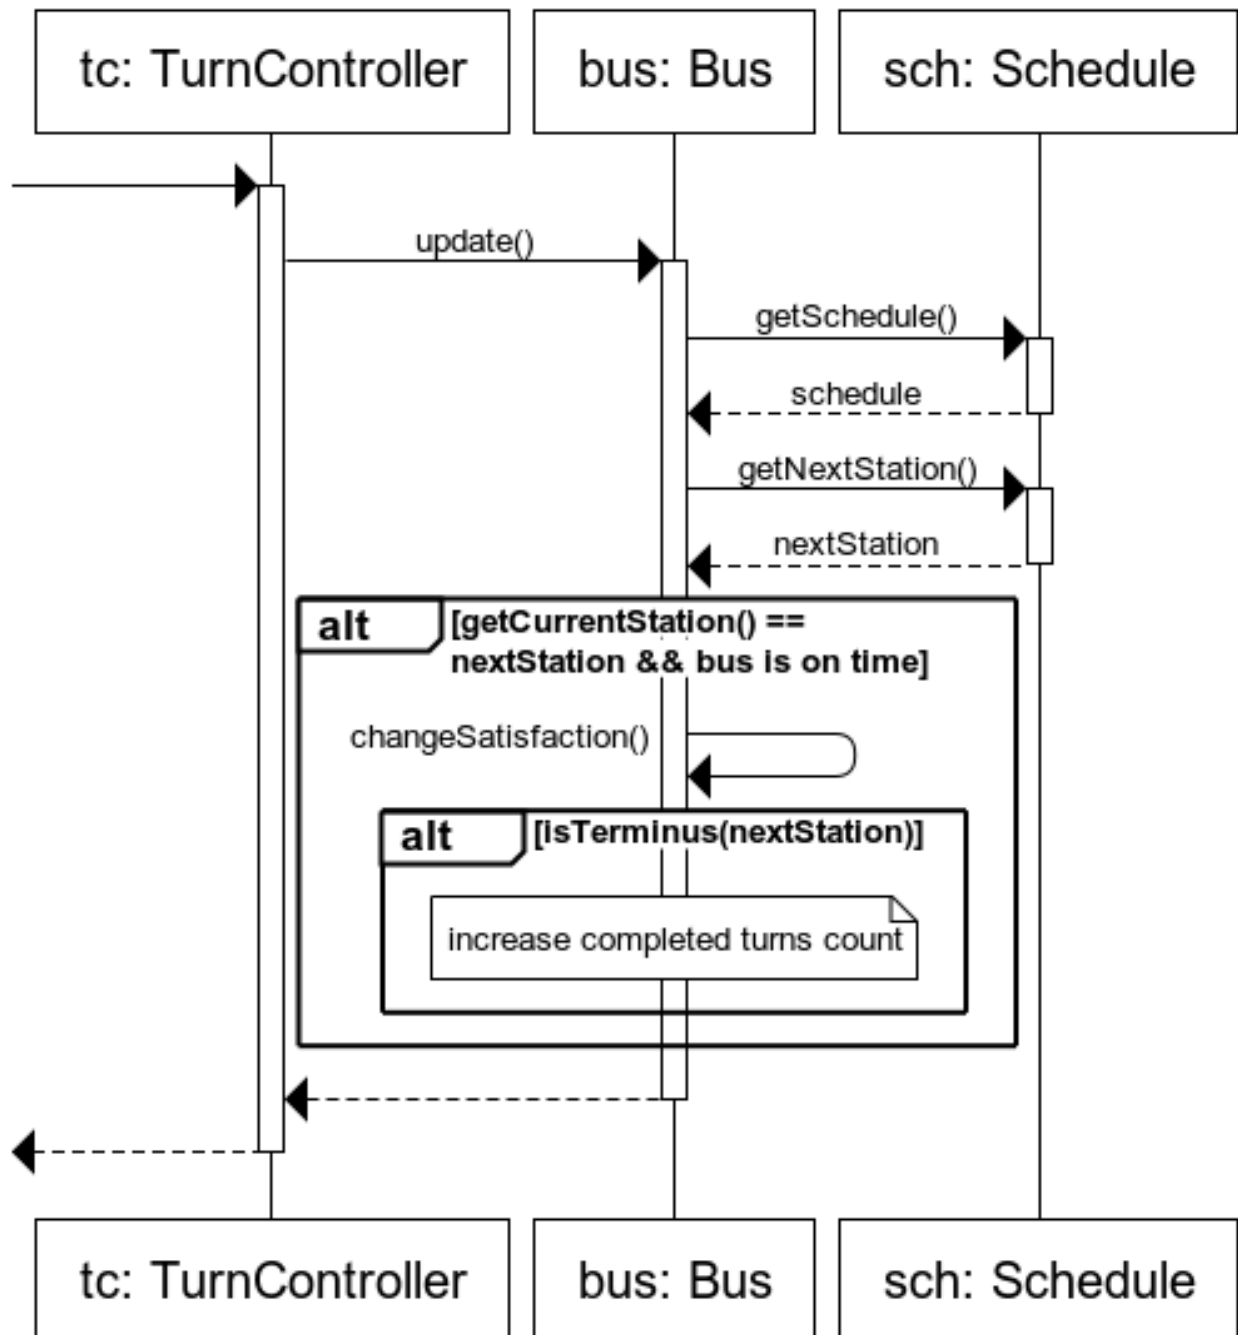 tc: TurnController
bus: Bus
sch: Schedule
update()
getSchedule()
schedule
getNextStation()
nextStation
alt
[getCurrentStation() ==
nextStation && bus is on time]
changeSatisfaction()
alt
[isTerminus(nextStation)]
increase completed turns count
tc: TurnController
bus: Bus
sch: Schedule